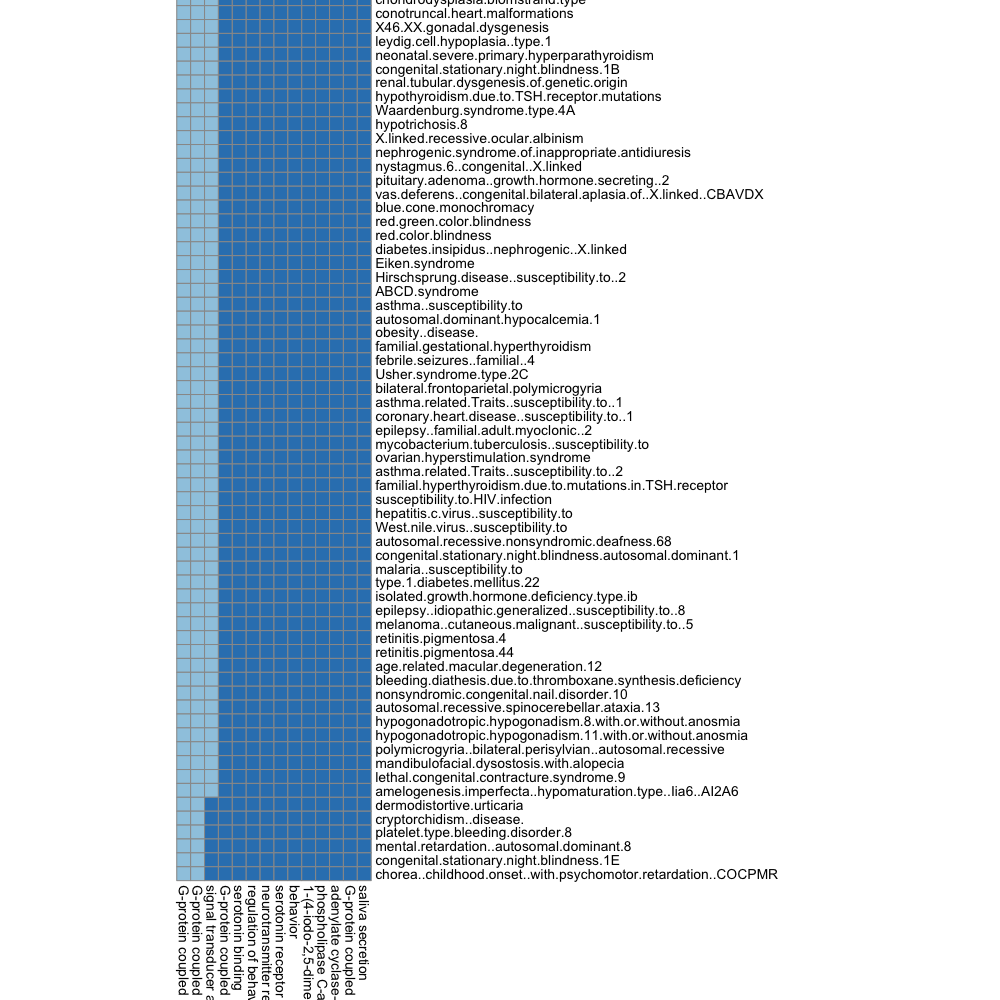 chondrodysplasia.blomstrand.type
conotruncal.heart.malformations
X46.XX.gonadal.dysgenesis
leydig.cell.hypoplasia..type.1
neonatal.severe.primary.hyperparathyroidism
congenital.stationary.night.blindness.1B
renal.tubular.dysgenesis.of.genetic.origin
hypothyroidism.due.to.TSH.receptor.mutations
Waardenburg.syndrome.type.4A
hypotrichosis.8
X.linked.recessive.ocular.albinism
nephrogenic.syndrome.of.inappropriate.antidiuresis
nystagmus.6..congenital..X.linked
pituitary.adenoma..growth.hormone.secreting..2
vas.deferens..congenital.bilateral.aplasia.of..X.linked..CBAVDX
blue.cone.monochromacy
red.green.color.blindness
red.color.blindness
diabetes.insipidus..nephrogenic..X.linked
Eiken.syndrome
Hirschsprung.disease..susceptibility.to..2
ABCD.syndrome
asthma..susceptibility.to
autosomal.dominant.hypocalcemia.1
obesity..disease.
familial.gestational.hyperthyroidism
febrile.seizures..familial..4
Usher.syndrome.type.2C
bilateral.frontoparietal.polymicrogyria
asthma.related.Traits..susceptibility.to..1
coronary.heart.disease..susceptibility.to..1
epilepsy..familial.adult.myoclonic..2
mycobacterium.tuberculosis..susceptibility.to
ovarian.hyperstimulation.syndrome
asthma.related.Traits..susceptibility.to..2
familial.hyperthyroidism.due.to.mutations.in.TSH.receptor
susceptibility.to.HIV.infection
hepatitis.c.virus..susceptibility.to
West.nile.virus..susceptibility.to
autosomal.recessive.nonsyndromic.deafness.68
congenital.stationary.night.blindness.autosomal.dominant.1
malaria..susceptibility.to
type.1.diabetes.mellitus.22
isolated.growth.hormone.deficiency.type.ib
epilepsy..idiopathic.generalized..susceptibility.to..8
melanoma..cutaneous.malignant..susceptibility.to..5
retinitis.pigmentosa.4
retinitis.pigmentosa.44
age.related.macular.degeneration.12
bleeding.diathesis.due.to.thromboxane.synthesis.deficiency
nonsyndromic.congenital.nail.disorder.10
autosomal.recessive.spinocerebellar.ataxia.13
hypogonadotropic.hypogonadism.8.with.or.without.anosmia
hypogonadotropic.hypogonadism.11.with.or.without.anosmia
polymicrogyria..bilateral.perisylvian..autosomal.recessive
mandibulofacial.dysostosis.with.alopecia
lethal.congenital.contracture.syndrome.9
amelogenesis.imperfecta..hypomaturation.type..Iia6..AI2A6
dermodistortive.urticaria
cryptorchidism..disease.
platelet.type.bleeding.disorder.8
mental.retardation..autosomal.dominant.8
congenital.stationary.night.blindness.1E
chorea..childhood.onset..with.psychomotor.retardation..COCPMR
G-protein coupled
G-protein coupled
signal transducer a
G-protein coupled
serotonin binding
regulation of behav
neurotransmitter re
serotonin receptor
behavior
1-(4-iodo-2,5-dime
phospholipase C-a
adenylate cyclase-
G-protein coupled
saliva secretion